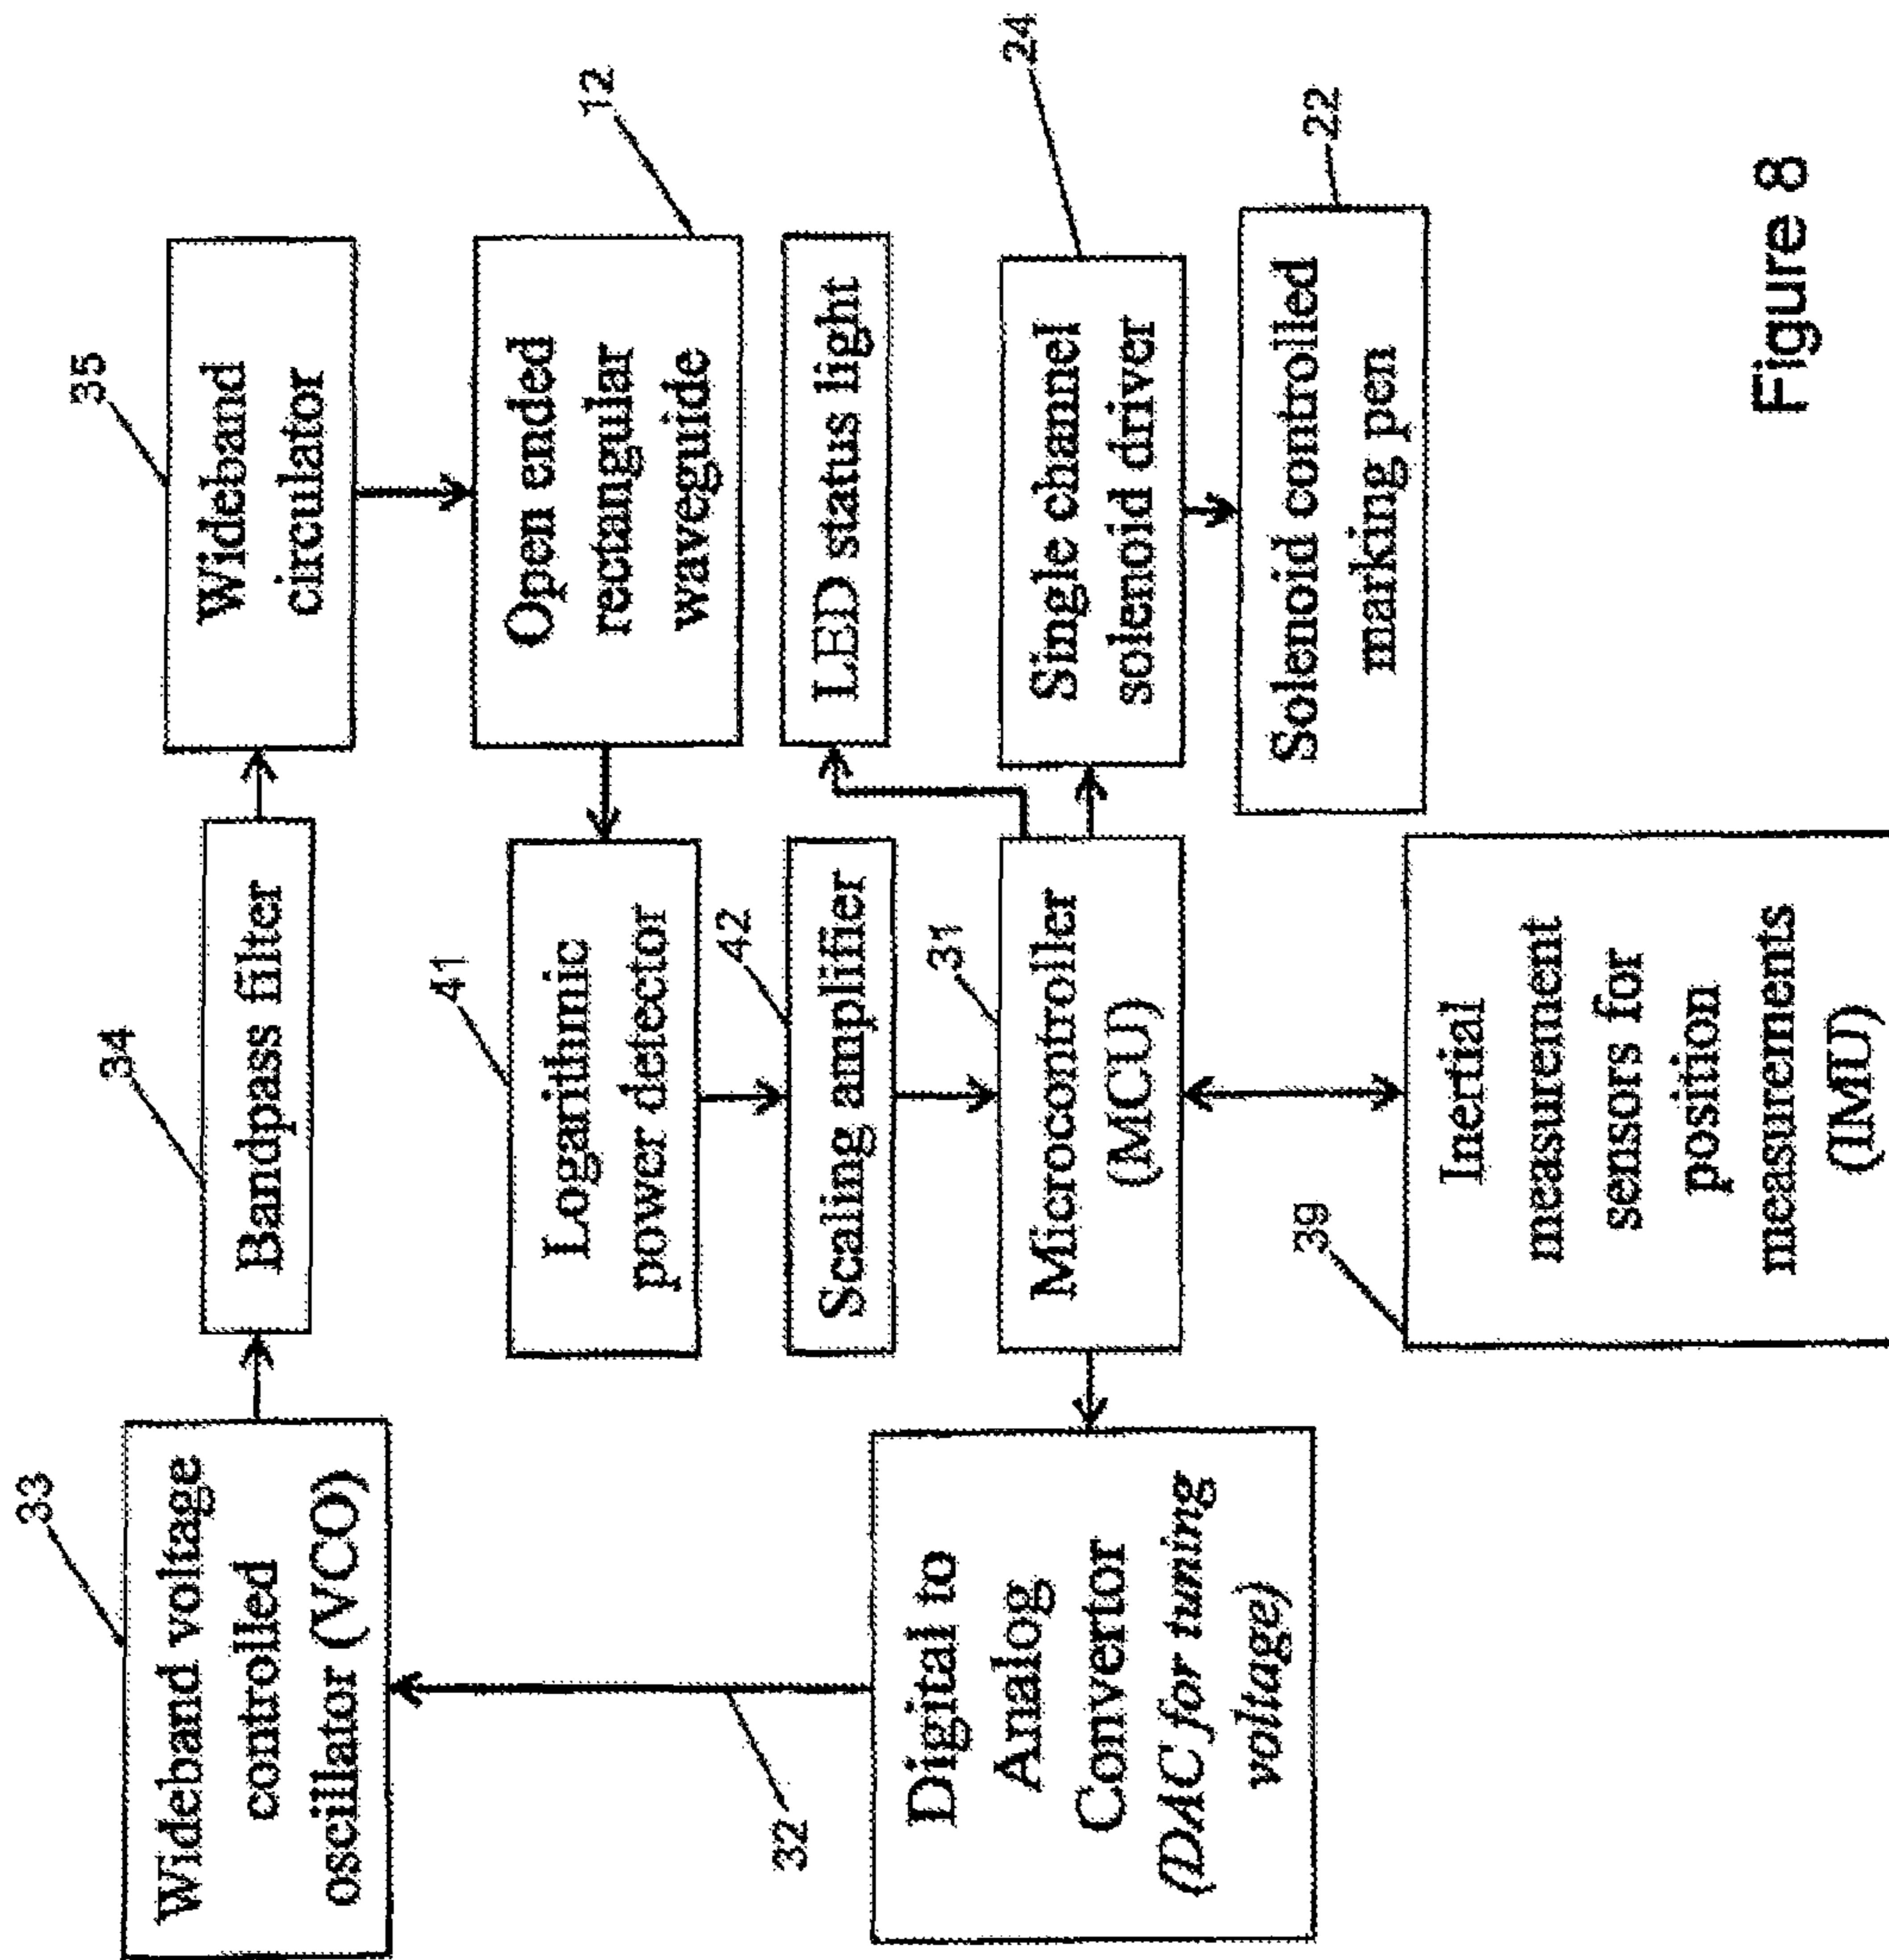 33
Wideband voltage
controlled
oscillator (VCO)
34
Bandpass filter
35
Wideband
circulator
41
Logarithmic
power detector
12
Open ended
rectangular
waveguide
42
Scaling amplifier
LED status light
32
Digital to
Analog
Convertor
(DAC for tuning
voltage)
31
Microcontroller
(MCU)
24
Single channel
solenoid driver
22
Solenoid controlled
marking pen
39
Inertial
measurement
sensors for
position
measurements
(IMU)
Figure 8